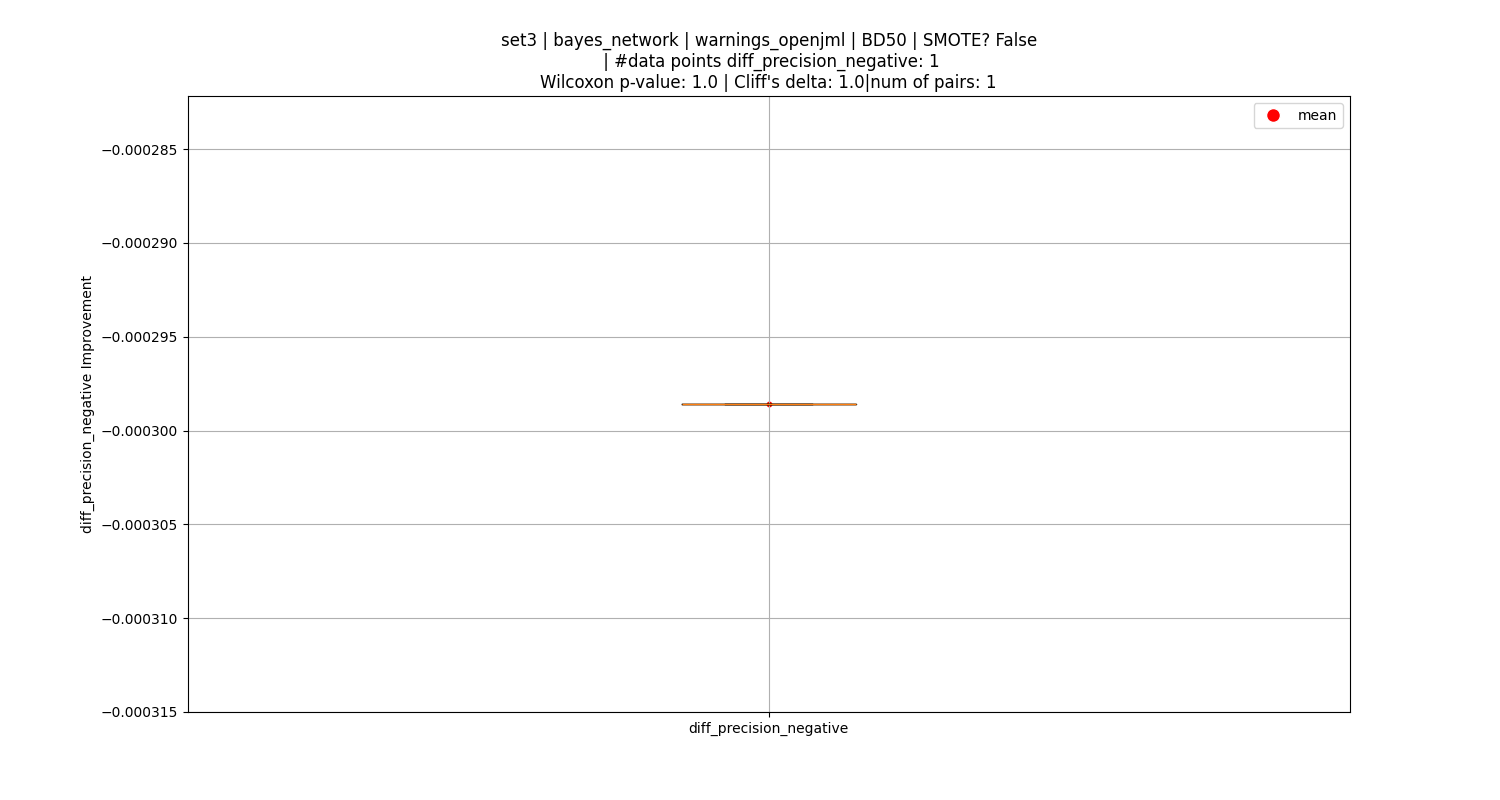 set3 | bayes_network | warnings_openjml | BD50 | SMOTE? False
| #data points diff_precision_negative: 1
Wilcoxon p-value: 1.0 | Cliff's delta: 1.0|num of pairs: 1
mean
−0.000285
−0.000290
−0.000295
−0.000300
−0.000305
−0.000310
−0.000315
diff_precision_negative Improvement
diff_precision_negative